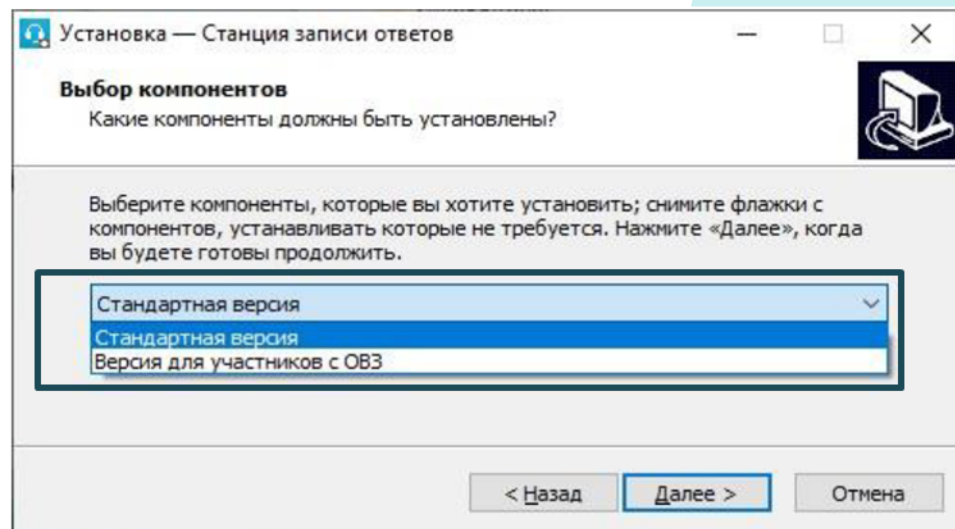 Установка — Станция записи ответов
Выбор компонентов
Какие компоненты должны быть установлены?
Выберите компоненты, которые вы хотите установить; снимите флажки с
компонентов, устанавливать которые не требуется. Нажмите «Далее», когда
вы будете готовы продолжить.
Стандартная версия
Стандартная версия
Версия для участников с ОВЗ
< Назад
Далее >
Отмена